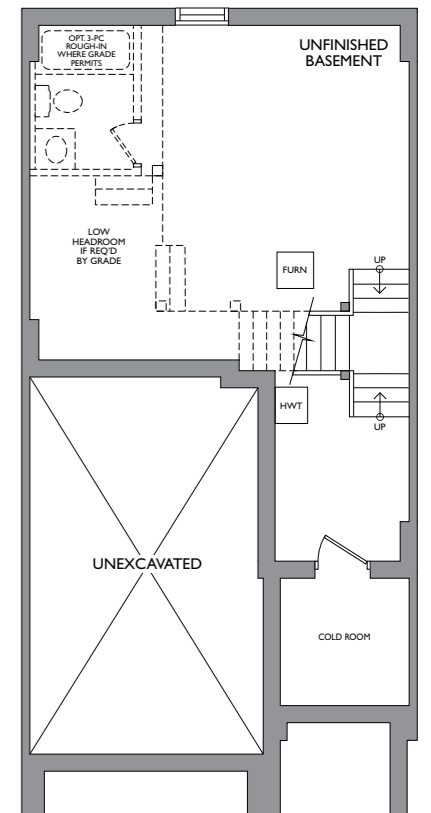 OPT. 3-PC
ROUGH-IN
WHERE GRADE
PERMITS
UNFINISHED
BASEMENT
LOW
HEADROOM
IF REQ'D
BY GRADE
FURN
UP
HWT
UP
UNEXCAVATED
COLD ROOM